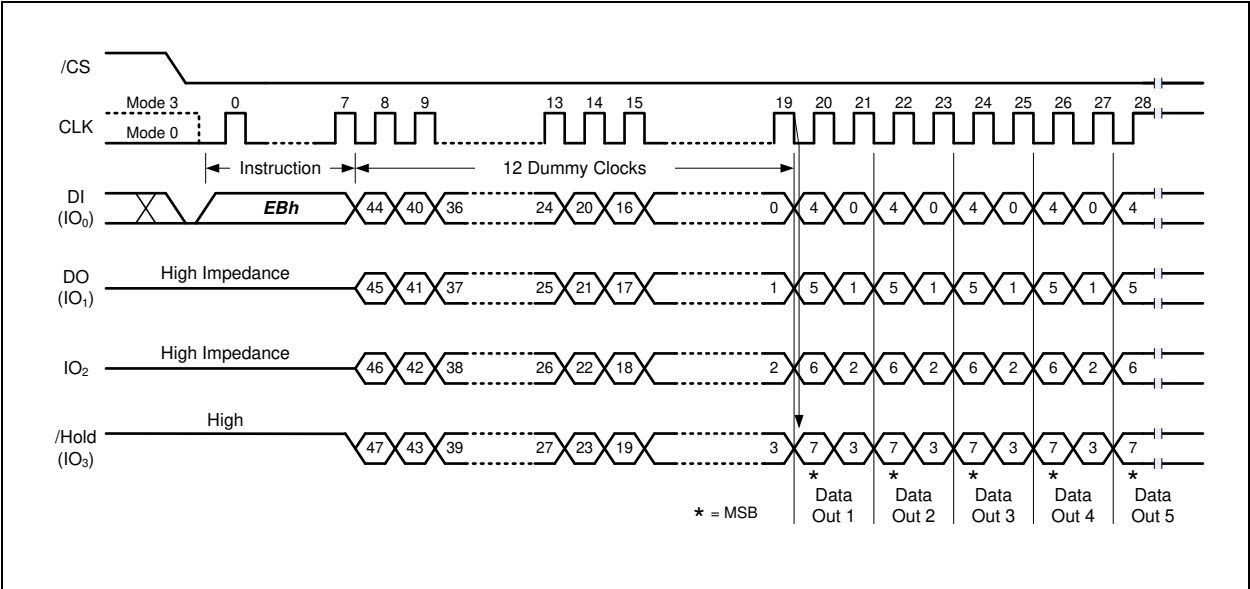 /CS
Mode 3 0 7 8 9 13 14 15 19 20 21 22 23 24 25 26 27 28
CLK
Mode 0
Instruction 12 Dummy Clocks
DI
(IO0)
EBh 44 40 36 24 20 16 0 4 0 4 0 4 0 4 0 4
High Impedance
DO
(IO1)
45 41 37 25 21 17 1 5 1 5 1 5 1 5 1 5
High Impedance
IO2 46 42 38 26 22 18 2 6 2 6 2 6 2 6 2 6
High
/Hold
(IO3)
47 43 39 27 23 19 3 7 3 7 3 7 3 7 3 7
* * * * *
Data Out 1
Data Out 2
Data Out 3
Data Out 4
Data Out 5
* = MSB